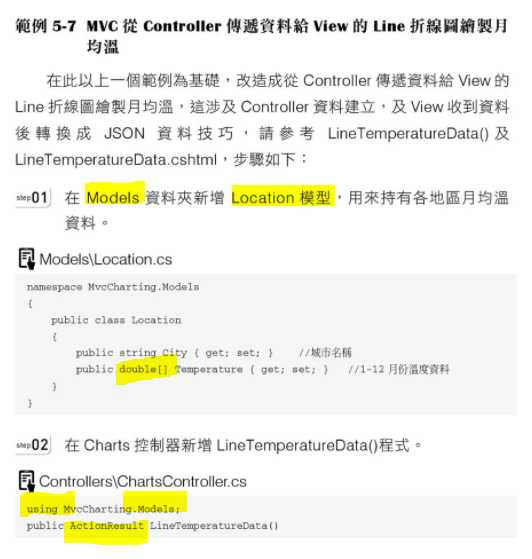 範例 5-7 MVC 從 Controller 傳遞資料給 View 的 Line 折線圖繪製月
均溫
在此以上一個範例為基礎，改造成從 Controller 傳遞資料給 View 的
Line 折線圖繪製月均溫，這涉及 Controller 資料建立，及 View 收到資料
後轉換成 JSON 資料技巧，請參考 LineTemperatureData() 及
LineTemperatureData.cshtml，步驟如下：
step01 在 Models 資料夾新增 Location 模型，用來持有各地區月均溫
資料。
Models\Location.cs
namespace MvcCharting.Models
{
public class Location
{
public string City { get; set; } //城市名稱
public double[] Temperature { get; set; } //1-12 月份溫度資料
}
}
step02 在 Charts 控制器新增 LineTemperatureData()程式。
Controllers\ChartsController.cs
using MvcCharting.Models;
public ActionResult LineTemperatureData()